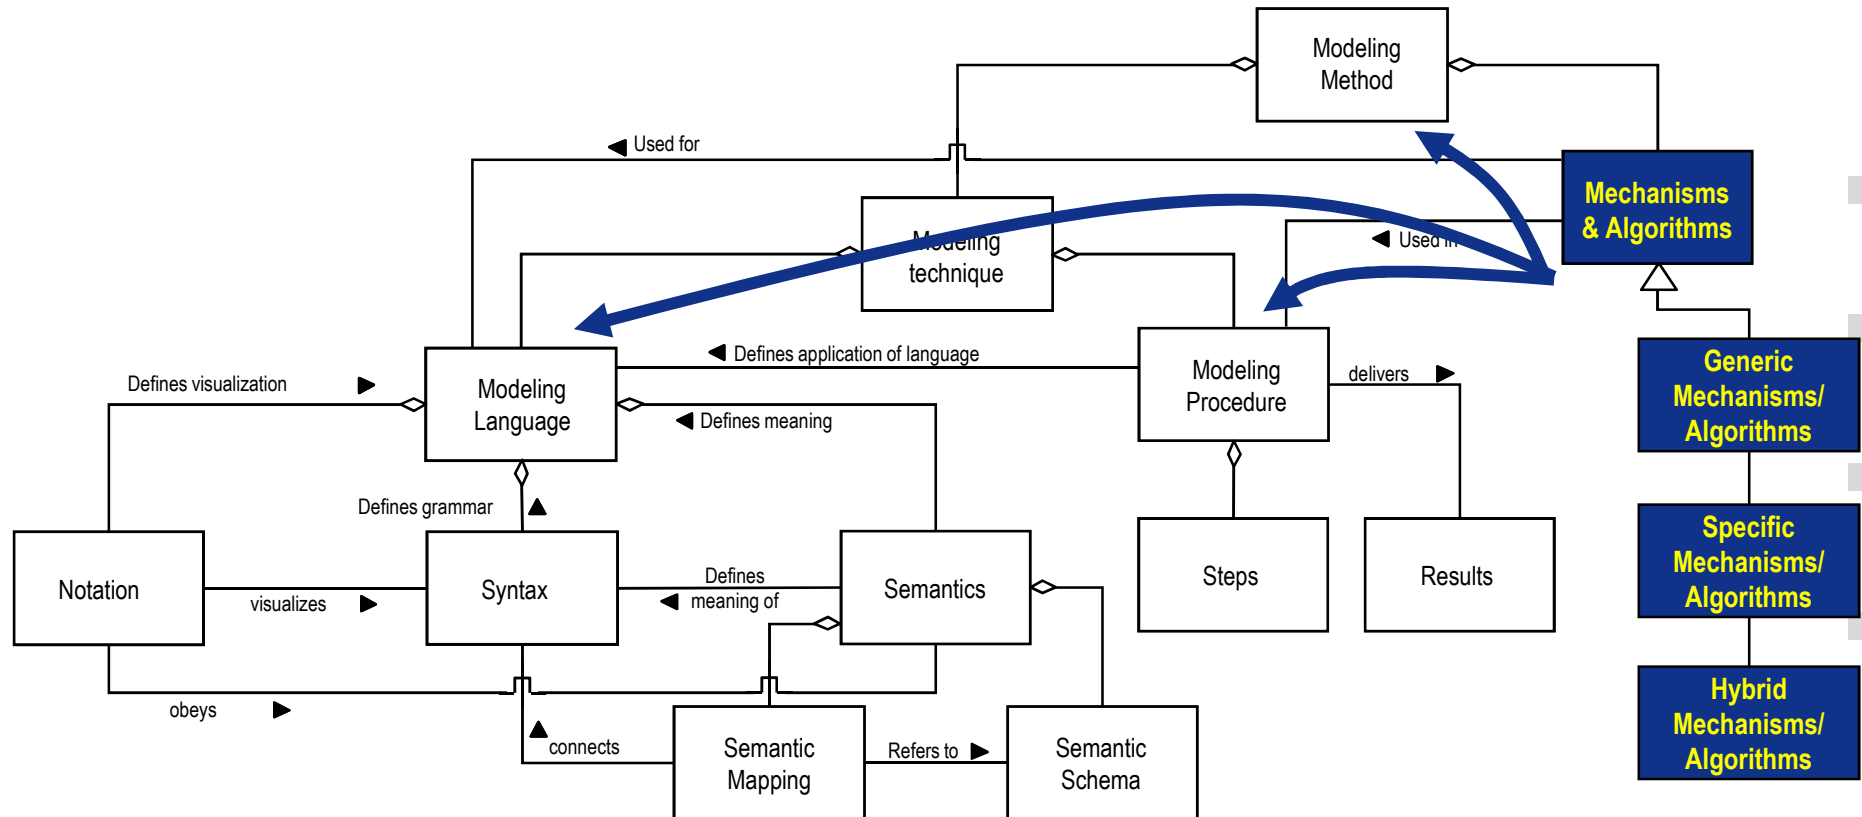 Modeling
Method
Used for
Mechanisms
& Algorithms
Modeling
technique
Used in
Defines application of language
Modeling
Procedure
delivers
Generic
Mechanisms/
Algorithms
Defines visualization
Modeling
Language
Defines meaning
Defines grammar
Notation
visualizes
Syntax
Defines
meaning of
Semantics
Steps
Results
Specific
Mechanisms/
Algorithms
obeys
connects
Semantic
Mapping
Refers to
Semantic
Schema
Hybrid
Mechanisms/
Algorithms